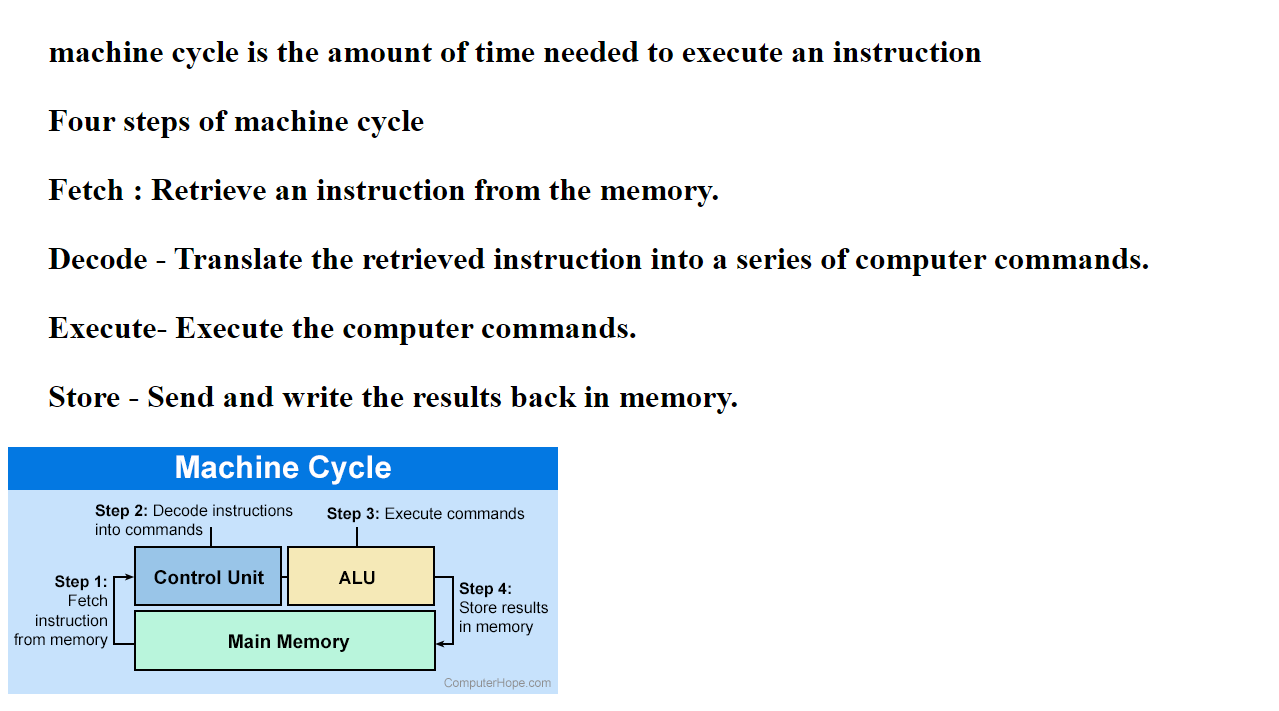 machine cycle is the amount of time needed to execute an instruction
Four steps of machine cycle
Fetch : Retrieve an instruction from the memory.
Decode - Translate the retrieved instruction into a series of computer commands.
Execute- Execute the computer commands.
Store - Send and write the results back in memory.
Machine Cycle
Step 2: Decode instructions
into commands
Step 3: Execute commands
Step 1:
Fetch
instruction
from memory
Control Unit
ALU
Step 4:
Store results
in memory
Main Memory
ComputerHope.com